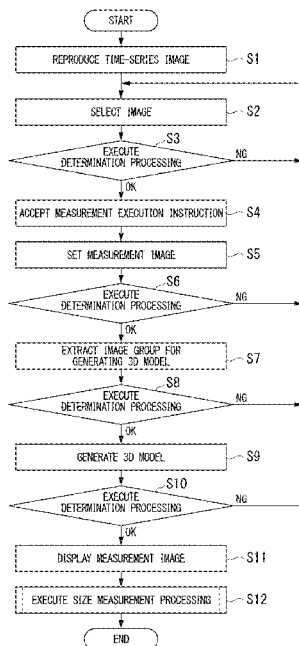 START
REPRODUCE TIME-SERIES IMAGE
S1
SELECT IMAGE
S2
S3
EXECUTE
DETERMINATION PROCESSING
NG
OK
ACCEPT MEASUREMENT EXECUTION INSTRUCTION
S4
SET MEASUREMENT IMAGE
S5
S6
EXECUTE
DETERMINATION PROCESSING
NG
OK
EXTRACT IMAGE GROUP FOR
GENERATING 3D MODEL
S7
S8
EXECUTE
DETERMINATION PROCESSING
NG
OK
GENERATE 3D MODEL
S9
S10
EXECUTE
DETERMINATION PROCESSING
NG
OK
DISPLAY MEASUREMENT IMAGE
S11
EXECUTE SIZE MEASUREMENT PROCESSING
S12
END